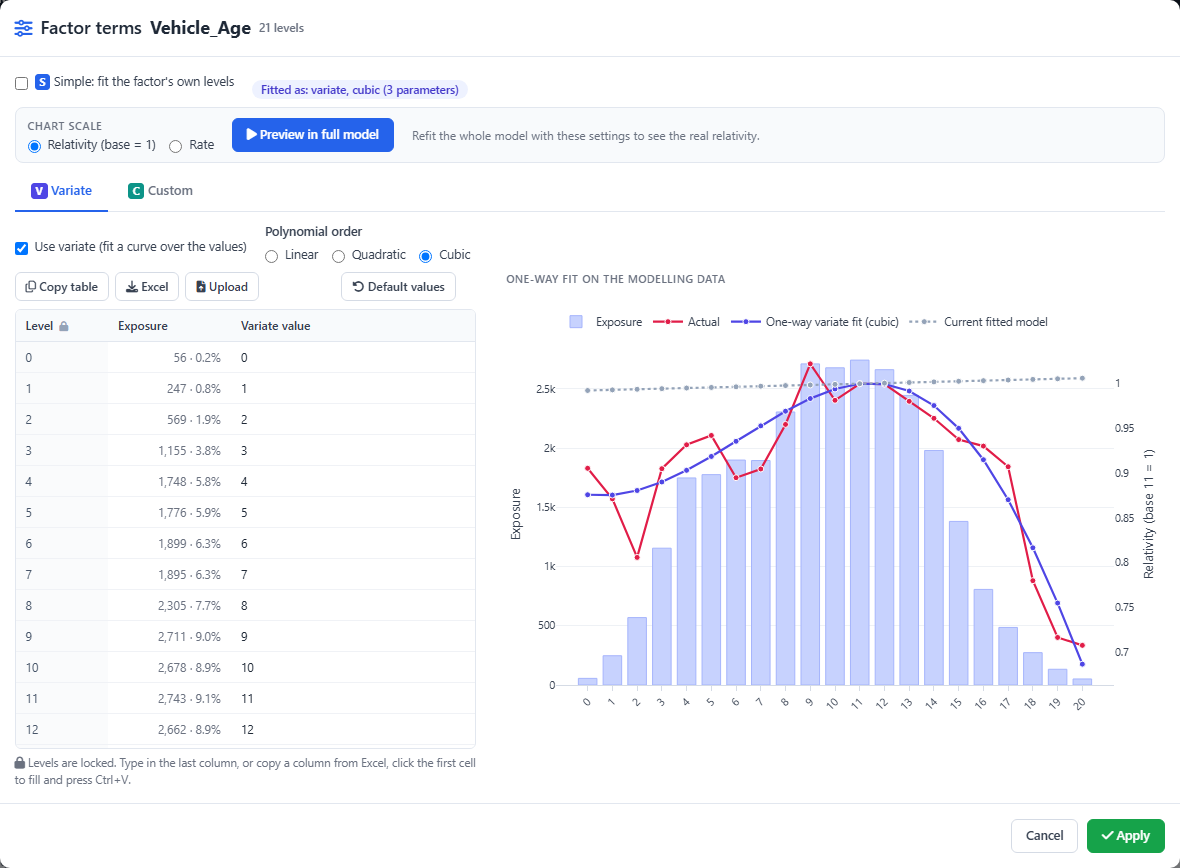 Factor terms Vehicle_Age 21 levels
S Simple: fit the factor's own levels
Fitted as: variate, cubic (3 parameters)
CHART SCALE
Relativity (base = 1) Rate
Preview in full model
Refit the whole model with these settings to see the real relativity.
V Variate
C Custom
Use variate (fit a curve over the values)
Polynomial order
Linear Quadratic Cubic
Copy table Excel Upload Default values
Level Exposure Variate value
0 56 · 0.2% 0
1 247 · 0.8% 1
2 569 · 1.9% 2
3 1,155 · 3.8% 3
4 1,748 · 5.8% 4
5 1,776 · 5.9% 5
6 1,899 · 6.3% 6
7 1,895 · 6.3% 7
8 2,305 · 7.7% 8
9 2,711 · 9.0% 9
10 2,678 · 8.9% 10
11 2,743 · 9.1% 11
12 2,662 · 8.9% 12
Levels are locked. Type in the last column, or copy a column from Excel, click the first cell
to fill and press Ctrl+V.
ONE-WAY FIT ON THE MODELLING DATA
Exposure Actual One-way variate fit (cubic) Current fitted model
Exposure
2.5k
2k
1.5k
1k
500
0
1
0.95
0.9
0.85
0.8
0.75
0.7
Relativity (base 11 = 1)
0 1 2 3 4 5 6 7 8 9 10 11 12 13 14 15 16 17 18 19 20
Cancel Apply